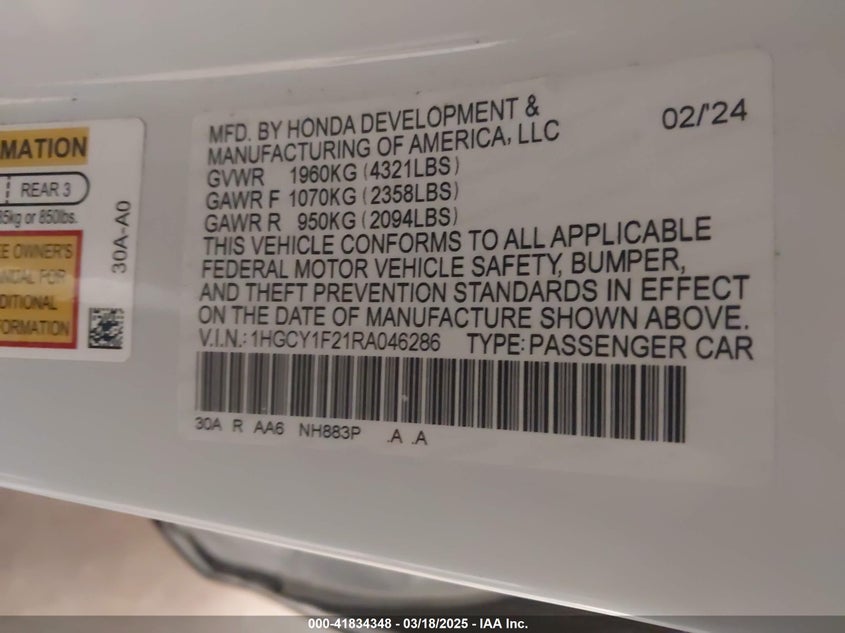 MATION
REAR 3
85kg or 850lbs.
EE OWNER'S
ANUAL FOR
DITIONAL
FORMATION
30A-A0
02/'24
MFD. BY HONDA DEVELOPMENT &
MANUFACTURING OF AMERICA, LLC
GVWR 1960KG (4321LBS)
GAWR F 1070KG (2358LBS)
GAWR R 950KG (2094LBS)
THIS VEHICLE CONFORMS TO ALL APPLICABLE
FEDERAL MOTOR VEHICLE SAFETY, BUMPER,
AND THEFT PREVENTION STANDARDS IN EFFECT
ON THE DATE OF MANUFACTURE SHOWN ABOVE.
V.I.N.: 1HGCY1F21RA046286 TYPE: PASSENGER CAR
30A R AA6 NH883P .A .A
000-41834348 - 03/18/2025 - IAA Inc.